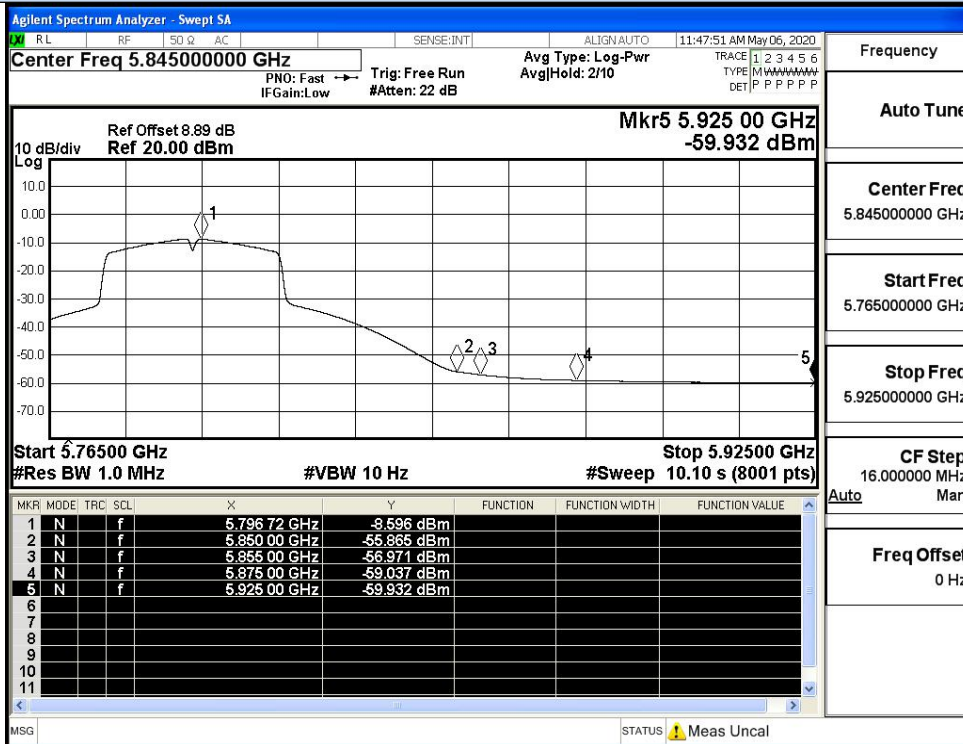 Agilent Spectrum Analyzer - Swept SA
LXI RL RF 50 Ω AC SENSE:INT ALIGN AUTO 11:47:51 AM May 06, 2020
Center Freq 5.845000000 GHz
PNO: Fast
IFGain:Low
Trig: Free Run
#Atten: 22 dB
Avg Type: Log-Pwr
Avg|Hold: 2/10
TRACE 1 2 3 4 5 6
TYPE M WWWWW
DET P P P P P P
Mkr5 5.925 00 GHz
-59.932 dBm
Ref Offset 8.89 dB
10 dB/div Ref 20.00 dBm
Log
10.0
0.00
-10.0
-20.0
-30.0
-40.0
-50.0
-60.0
-70.0
1
2
3
4
5
Start 5.76500 GHz Stop 5.92500 GHz
#Res BW 1.0 MHz #VBW 10 Hz #Sweep 10.10 s (8001 pts)
MKR MODE TRC SCL X Y FUNCTION FUNCTION WIDTH FUNCTION VALUE
1 N f 5.796 72 GHz -8.596 dBm
2 N f 5.850 00 GHz -55.865 dBm
3 N f 5.855 00 GHz -56.971 dBm
4 N f 5.875 00 GHz -59.037 dBm
5 N f 5.925 00 GHz -59.932 dBm
6
7
8
9
10
11
MSG STATUS Meas Uncal
Frequency
Auto Tune
Center Freq
5.845000000 GHz
Start Freq
5.765000000 GHz
Stop Freq
5.925000000 GHz
CF Step
16.000000 MHz
Auto Man
Freq Offset
0 Hz